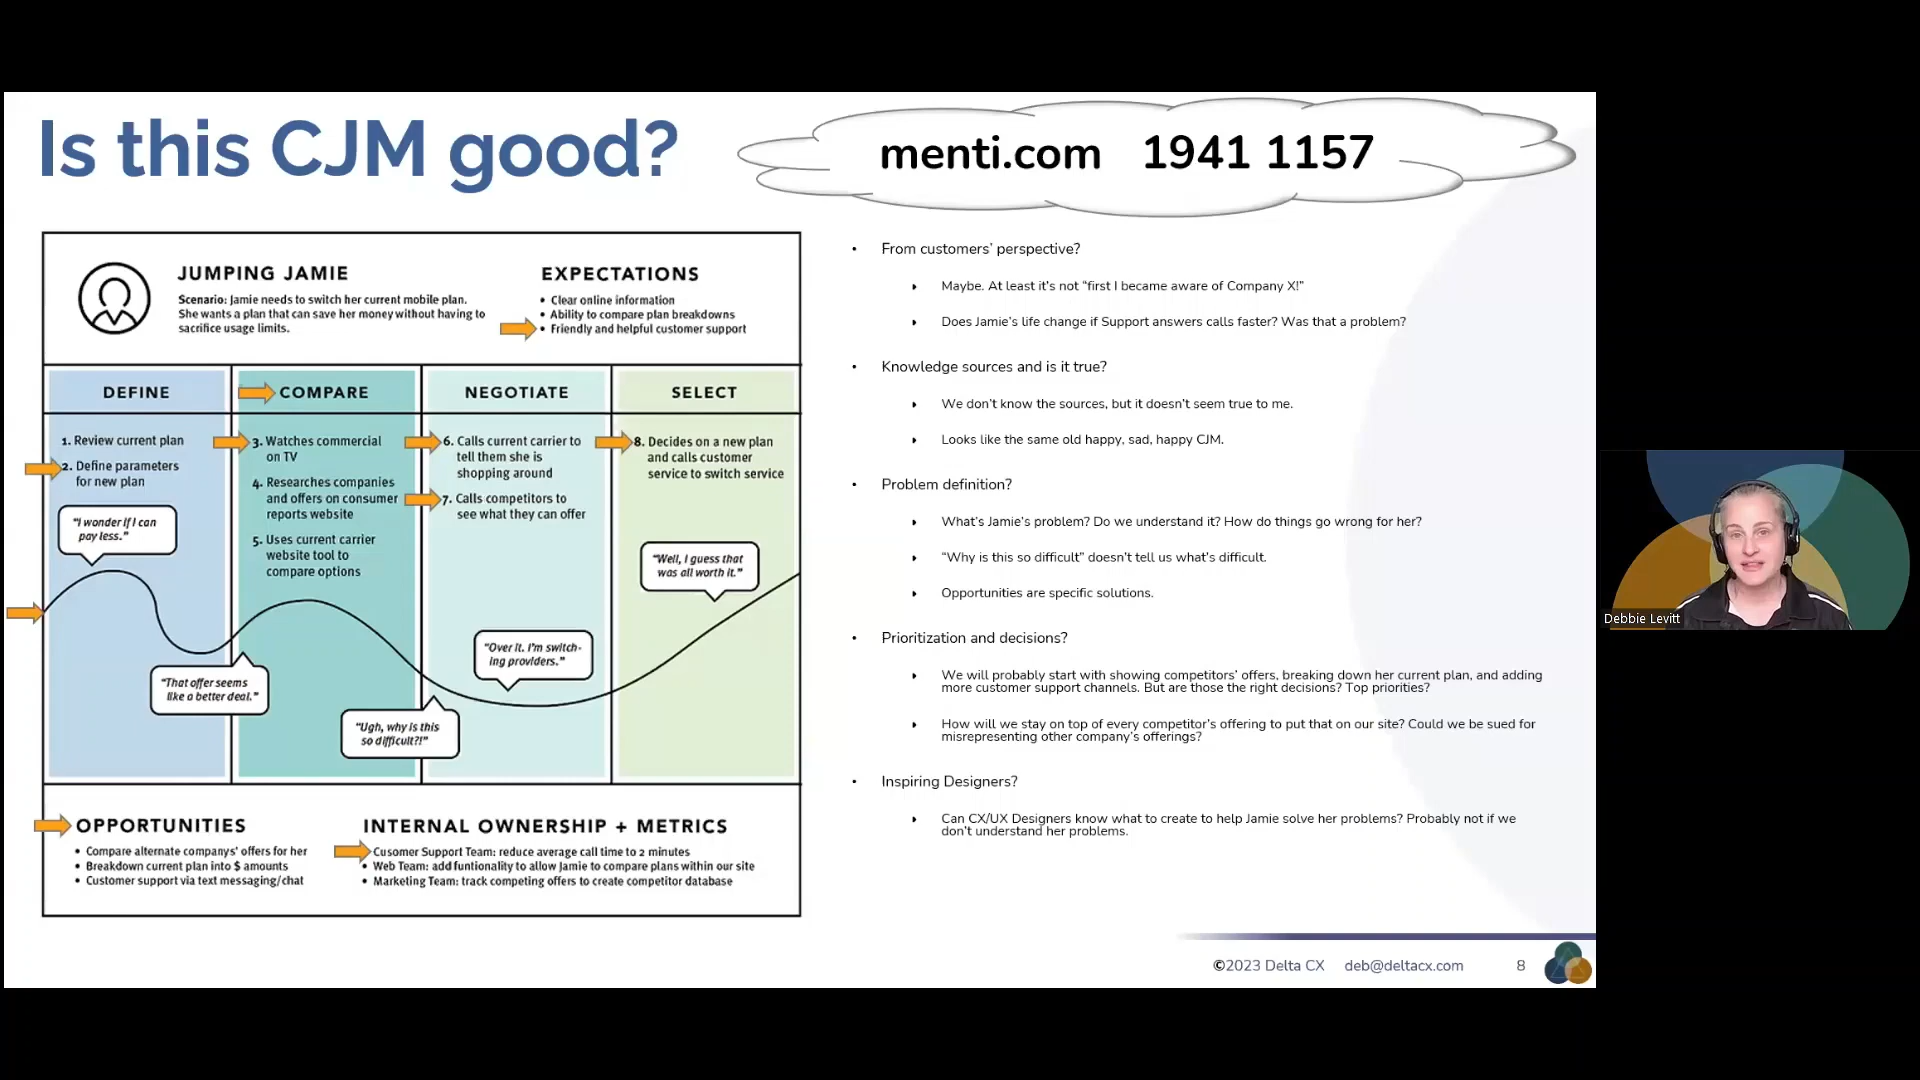 Is this CJM good?
menti.com 1941 1157
JUMPING JAMIE
Scenario: Jamie needs to switch her current mobile plan.
She wants a plan that can save her money without having to
sacrifice usage limits.
EXPECTATIONS
• Clear online information
• Ability to compare plan breakdowns
• Friendly and helpful customer support
DEFINE
1. Review current plan
2. Define parameters
for new plan
"I wonder if I can
pay less."
"That offer seems
like a better deal."
COMPARE
3. Watches commercial
on TV
4. Researches companies
and offers on consumer
reports website
5. Uses current carrier
website tool to
compare options
"Ugh, why is this
so difficult?!"
NEGOTIATE
6. Calls current carrier to
tell them she is
shopping around
7. Calls competitors to
see what they can offer
"Over it. I'm switch-
ing providers."
SELECT
8. Decides on a new plan
and calls customer
service to switch service
"Well, I guess that
was all worth it."
OPPORTUNITIES
• Compare alternate companys' offers for her
• Breakdown current plan into $ amounts
• Customer support via text messaging/chat
INTERNAL OWNERSHIP + METRICS
Cusomer Support Team: reduce average call time to 2 minutes
• Web Team: add funtionality to allow Jamie to compare plans within our site
• Marketing Team: track competing offers to create competitor database
• From customers' perspective?
Maybe. At least it's not "first I became aware of Company X!"
Does Jamie's life change if Support answers calls faster? Was that a problem?
• Knowledge sources and is it true?
We don't know the sources, but it doesn't seem true to me.
Looks like the same old happy, sad, happy CJM.
• Problem definition?
What's Jamie's problem? Do we understand it? How do things go wrong for her?
"Why is this so difficult" doesn't tell us what's difficult.
Opportunities are specific solutions.
• Prioritization and decisions?
We will probably start with showing competitors' offers, breaking down her current plan, and adding
more customer support channels. But are those the right decisions? Top priorities?
How will we stay on top of every competitor's offering to put that on our site? Could we be sued for
misrepresenting other company's offerings?
• Inspiring Designers?
Can CX/UX Designers know what to create to help Jamie solve her problems? Probably not if we
don't understand her problems.
©2023 Delta CX deb@deltacx.com 8
Debbie Levitt